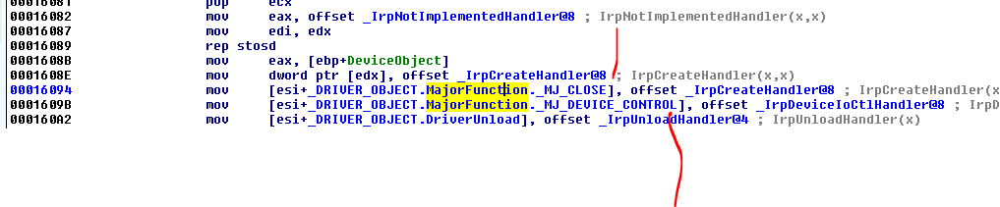 00016081 pop ecx
00016082 mov eax, offset _IrpNotImplementedHandler@8 ; IrpNotImplementedHandler(x,x)
00016087 mov edi, edx
00016089 rep stosd
0001608B mov eax, [ebp+DeviceObject]
0001608E mov dword ptr [edx], offset _IrpCreateHandler@8 ; IrpCreateHandler(x,x)
00016094 mov [esi+_DRIVER_OBJECT.MajorFunction._MJ_CLOSE], offset _IrpCreateHandler@8 ; IrpCreateHandler(x
0001609B mov [esi+_DRIVER_OBJECT.MajorFunction._MJ_DEVICE_CONTROL], offset _IrpDeviceIoCtlHandler@8 ; IrpD
000160A2 mov [esi+_DRIVER_OBJECT.DriverUnload], offset _IrpUnloadHandler@4 ; IrpUnloadHandler(x)